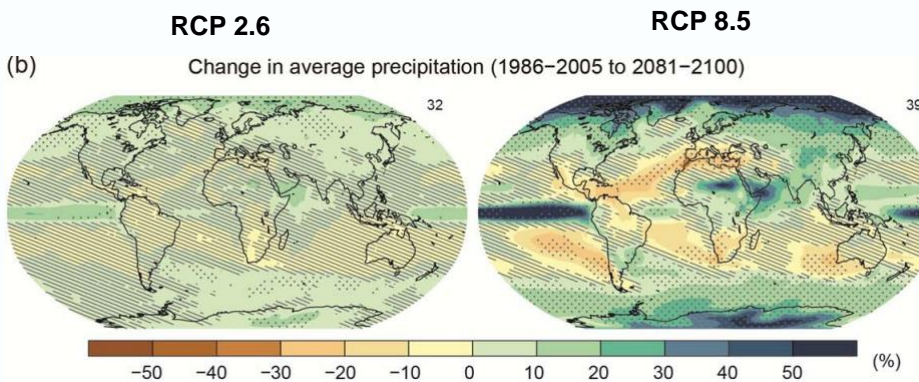 RCP 2.6 RCP 8.5
(b) Change in average precipitation (1986−2005 to 2081−2100)
32 39
−50 −40 −30 −20 −10 0 10 20 30 40 50 (%)